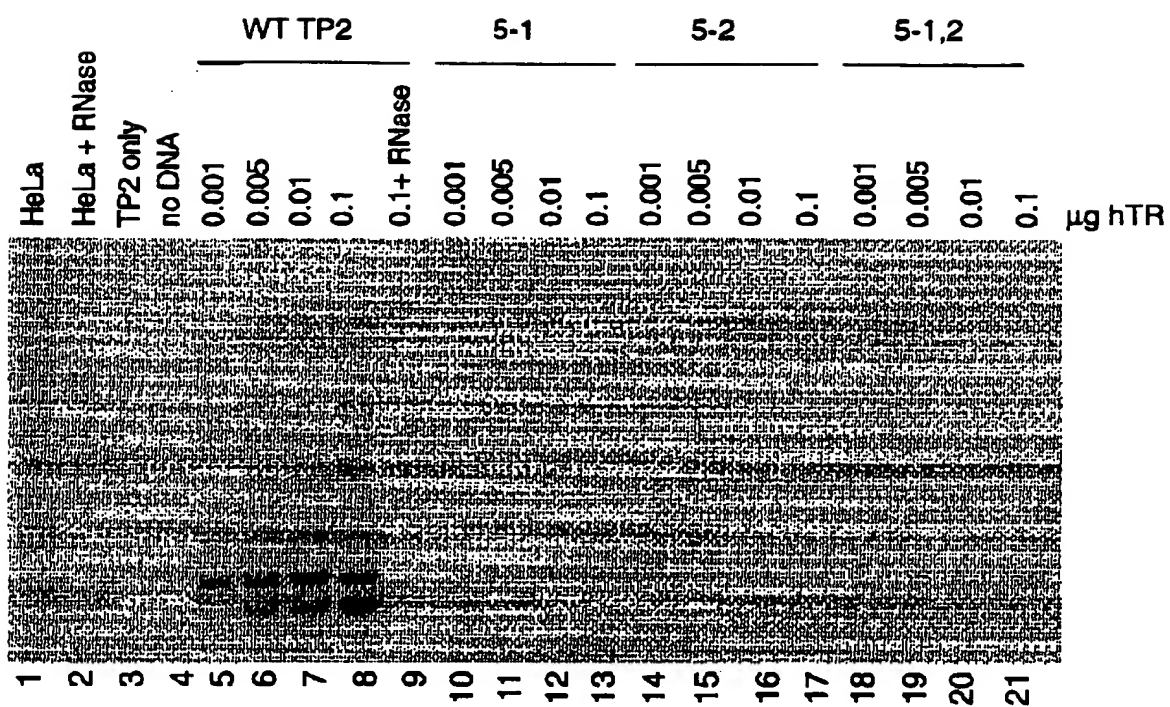 WT TP2 5-1 5-2 5-1,2
HeLa
HeLa + RNase
TP2 only
no DNA
0.001
0.005
0.01
0.1
0.1+ RNase
0.001
0.005
0.01
0.1
0.001
0.005
0.01
0.1
0.001
0.005
0.01
0.1
µg hTR
1 2 3 4 5 6 7 8 9 10 11 12 13 14 15 16 17 18 19 20 21